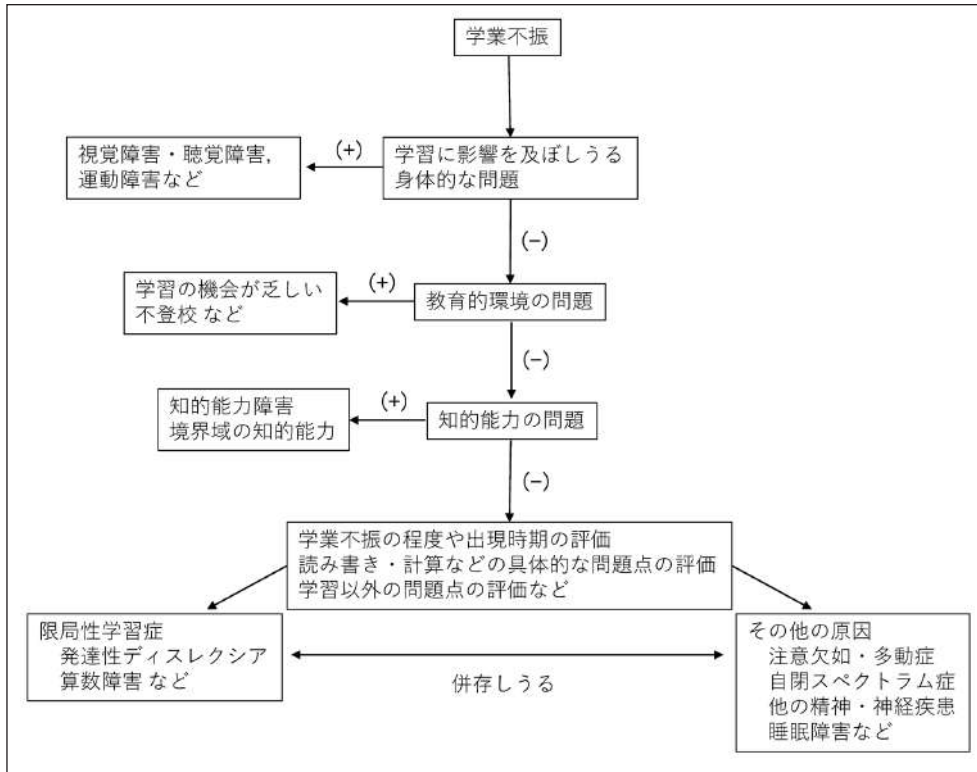 学業不振
視覚障害・聴覚障害,
運動障害など
(+)
学習に影響を及ぼしうる
身体的な問題
(−)
学習の機会が乏しい
不登校 など
(+)
教育的環境の問題
(−)
知的能力障害
境界域の知的能力
(+)
知的能力の問題
(−)
学業不振の程度や出現時期の評価
読み書き・計算などの具体的な問題点の評価
学習以外の問題点の評価など
限局性学習症
発達性ディスレクシア
算数障害 など
併存しうる
その他の原因
注意欠如・多動症
自閉スペクトラム症
他の精神・神経疾患
睡眠障害など